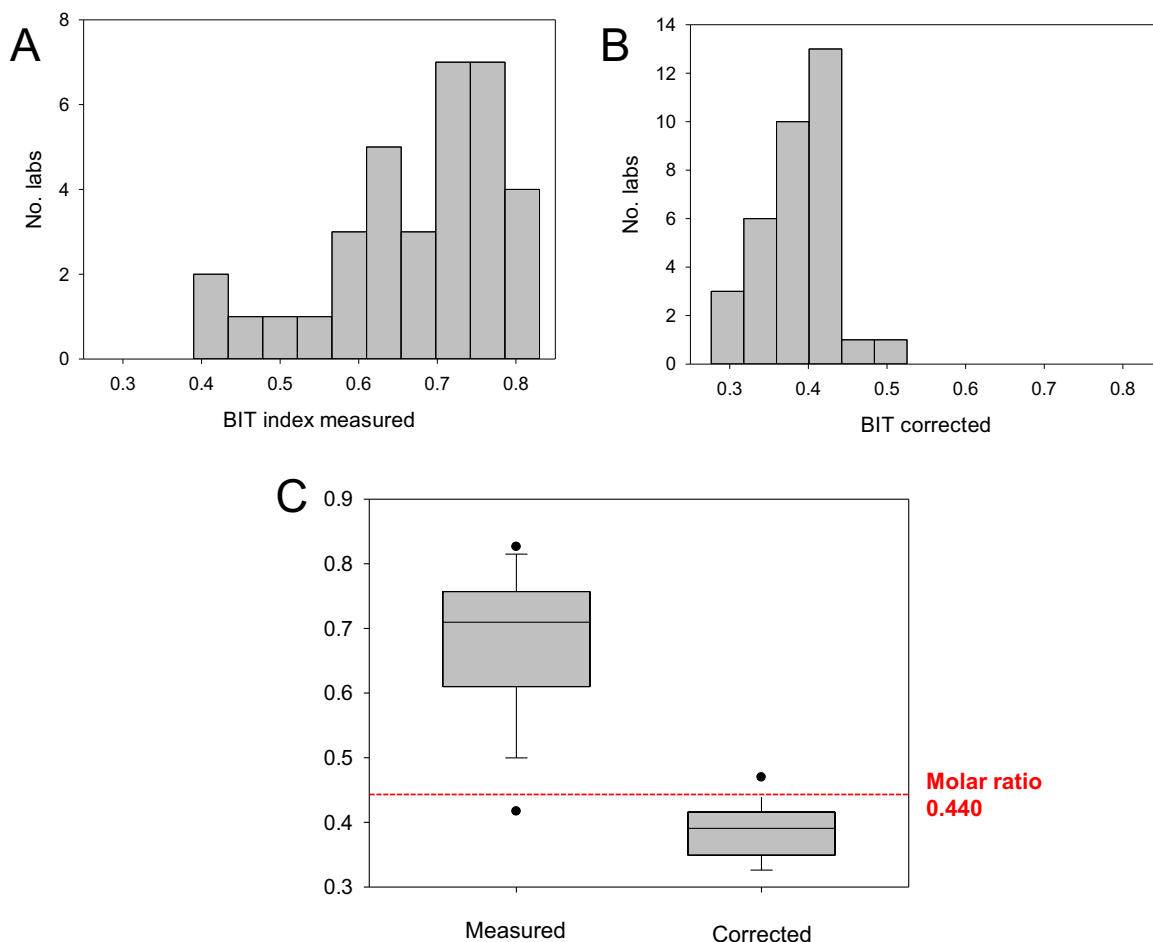 A
8
6
4
2
0
No. labs
0.3 0.4 0.5 0.6 0.7 0.8
BIT index measured
B
14
12
10
8
6
4
2
0
No. labs
0.3 0.4 0.5 0.6 0.7 0.8
BIT corrected
C
0.9
0.8
0.7
0.6
0.5
0.4
0.3
Molar ratio
0.440
Measured Corrected